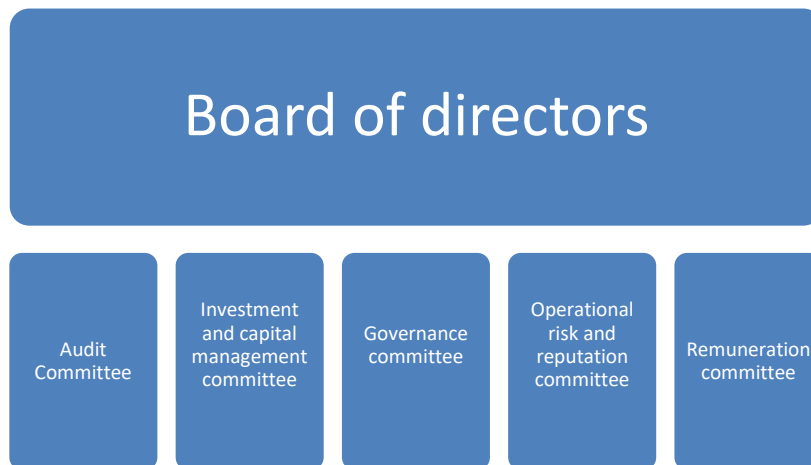 Board of directors
Audit
Committee
Investment
and capital
management
committee
Governance
committee
Operational
risk and
reputation
committee
Remuneration
committee